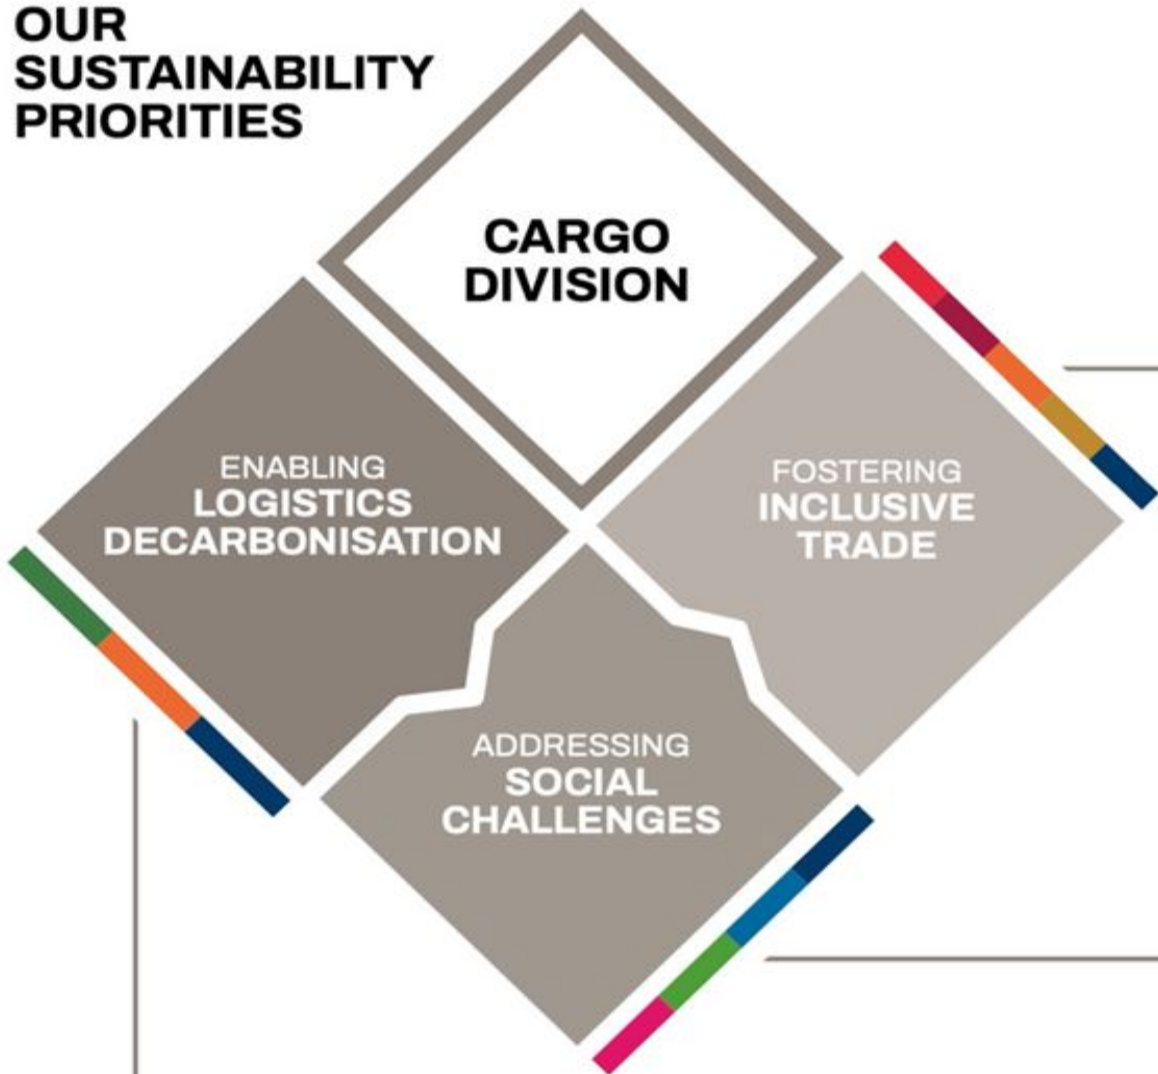 OUR
SUSTAINABILITY
PRIORITIES
CARGO
DIVISION
ENABLING
LOGISTICS
DECARBONISATION
FOSTERING
INCLUSIVE
TRADE
ADDRESSING
SOCIAL
CHALLENGES